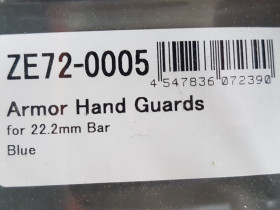 ZE72-0005
4 547836 072390
Armor Hand Guards
for 22.2mm Bar
Blue